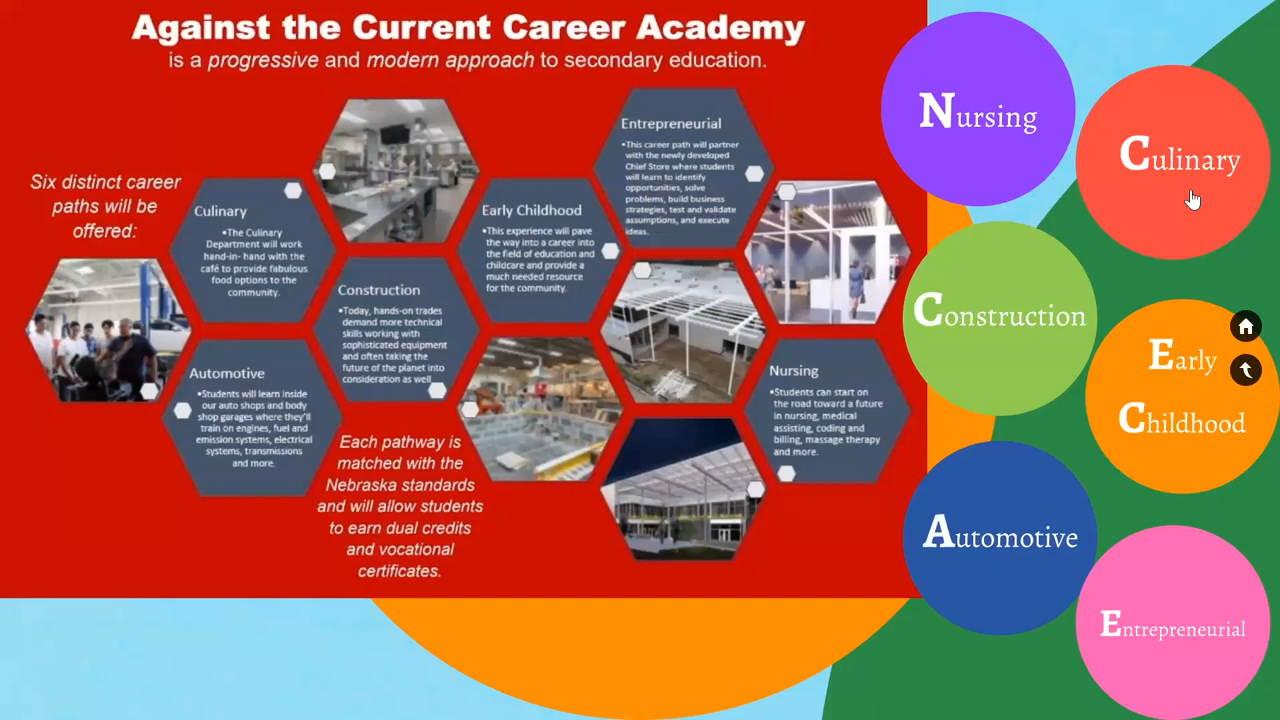 Against the Current Career Academy
is a progressive and modern approach to secondary education.
Six distinct career
paths will be
offered:
Culinary
•The Culinary
Department will work
hand-in- hand with the
café to provide fabulous
food options to the
community.
Automotive
•Students will learn inside
our auto shops and body
shop garages where they'll
train on engines, fuel and
emission systems, electrical
systems, transmissions
and more.
Construction
•Today, hands-on trades
demand more technical
skills working with
sophisticated equipment
and often taking the
future of the planet into
consideration as well
Each pathway is
matched with the
Nebraska standards
and will allow students
to earn dual credits
and vocational
certificates.
Early Childhood
•This experience will pave
the way into a career into
the field of education and
childcare and provide a
much needed resource
for the community.
Entrepreneurial
•This career path will partner
with the newly developed
Chief Store where students
will learn to identify
opportunities, solve
problems, build business
strategies, test and validate
assumptions, and execute
ideas.
Nursing
•Students can start on
the road toward a future
in nursing, medical
assisting, coding and
billing, massage therapy
and more.
Nursing
Culinary
Construction
Early
Childhood
Automotive
Entrepreneurial